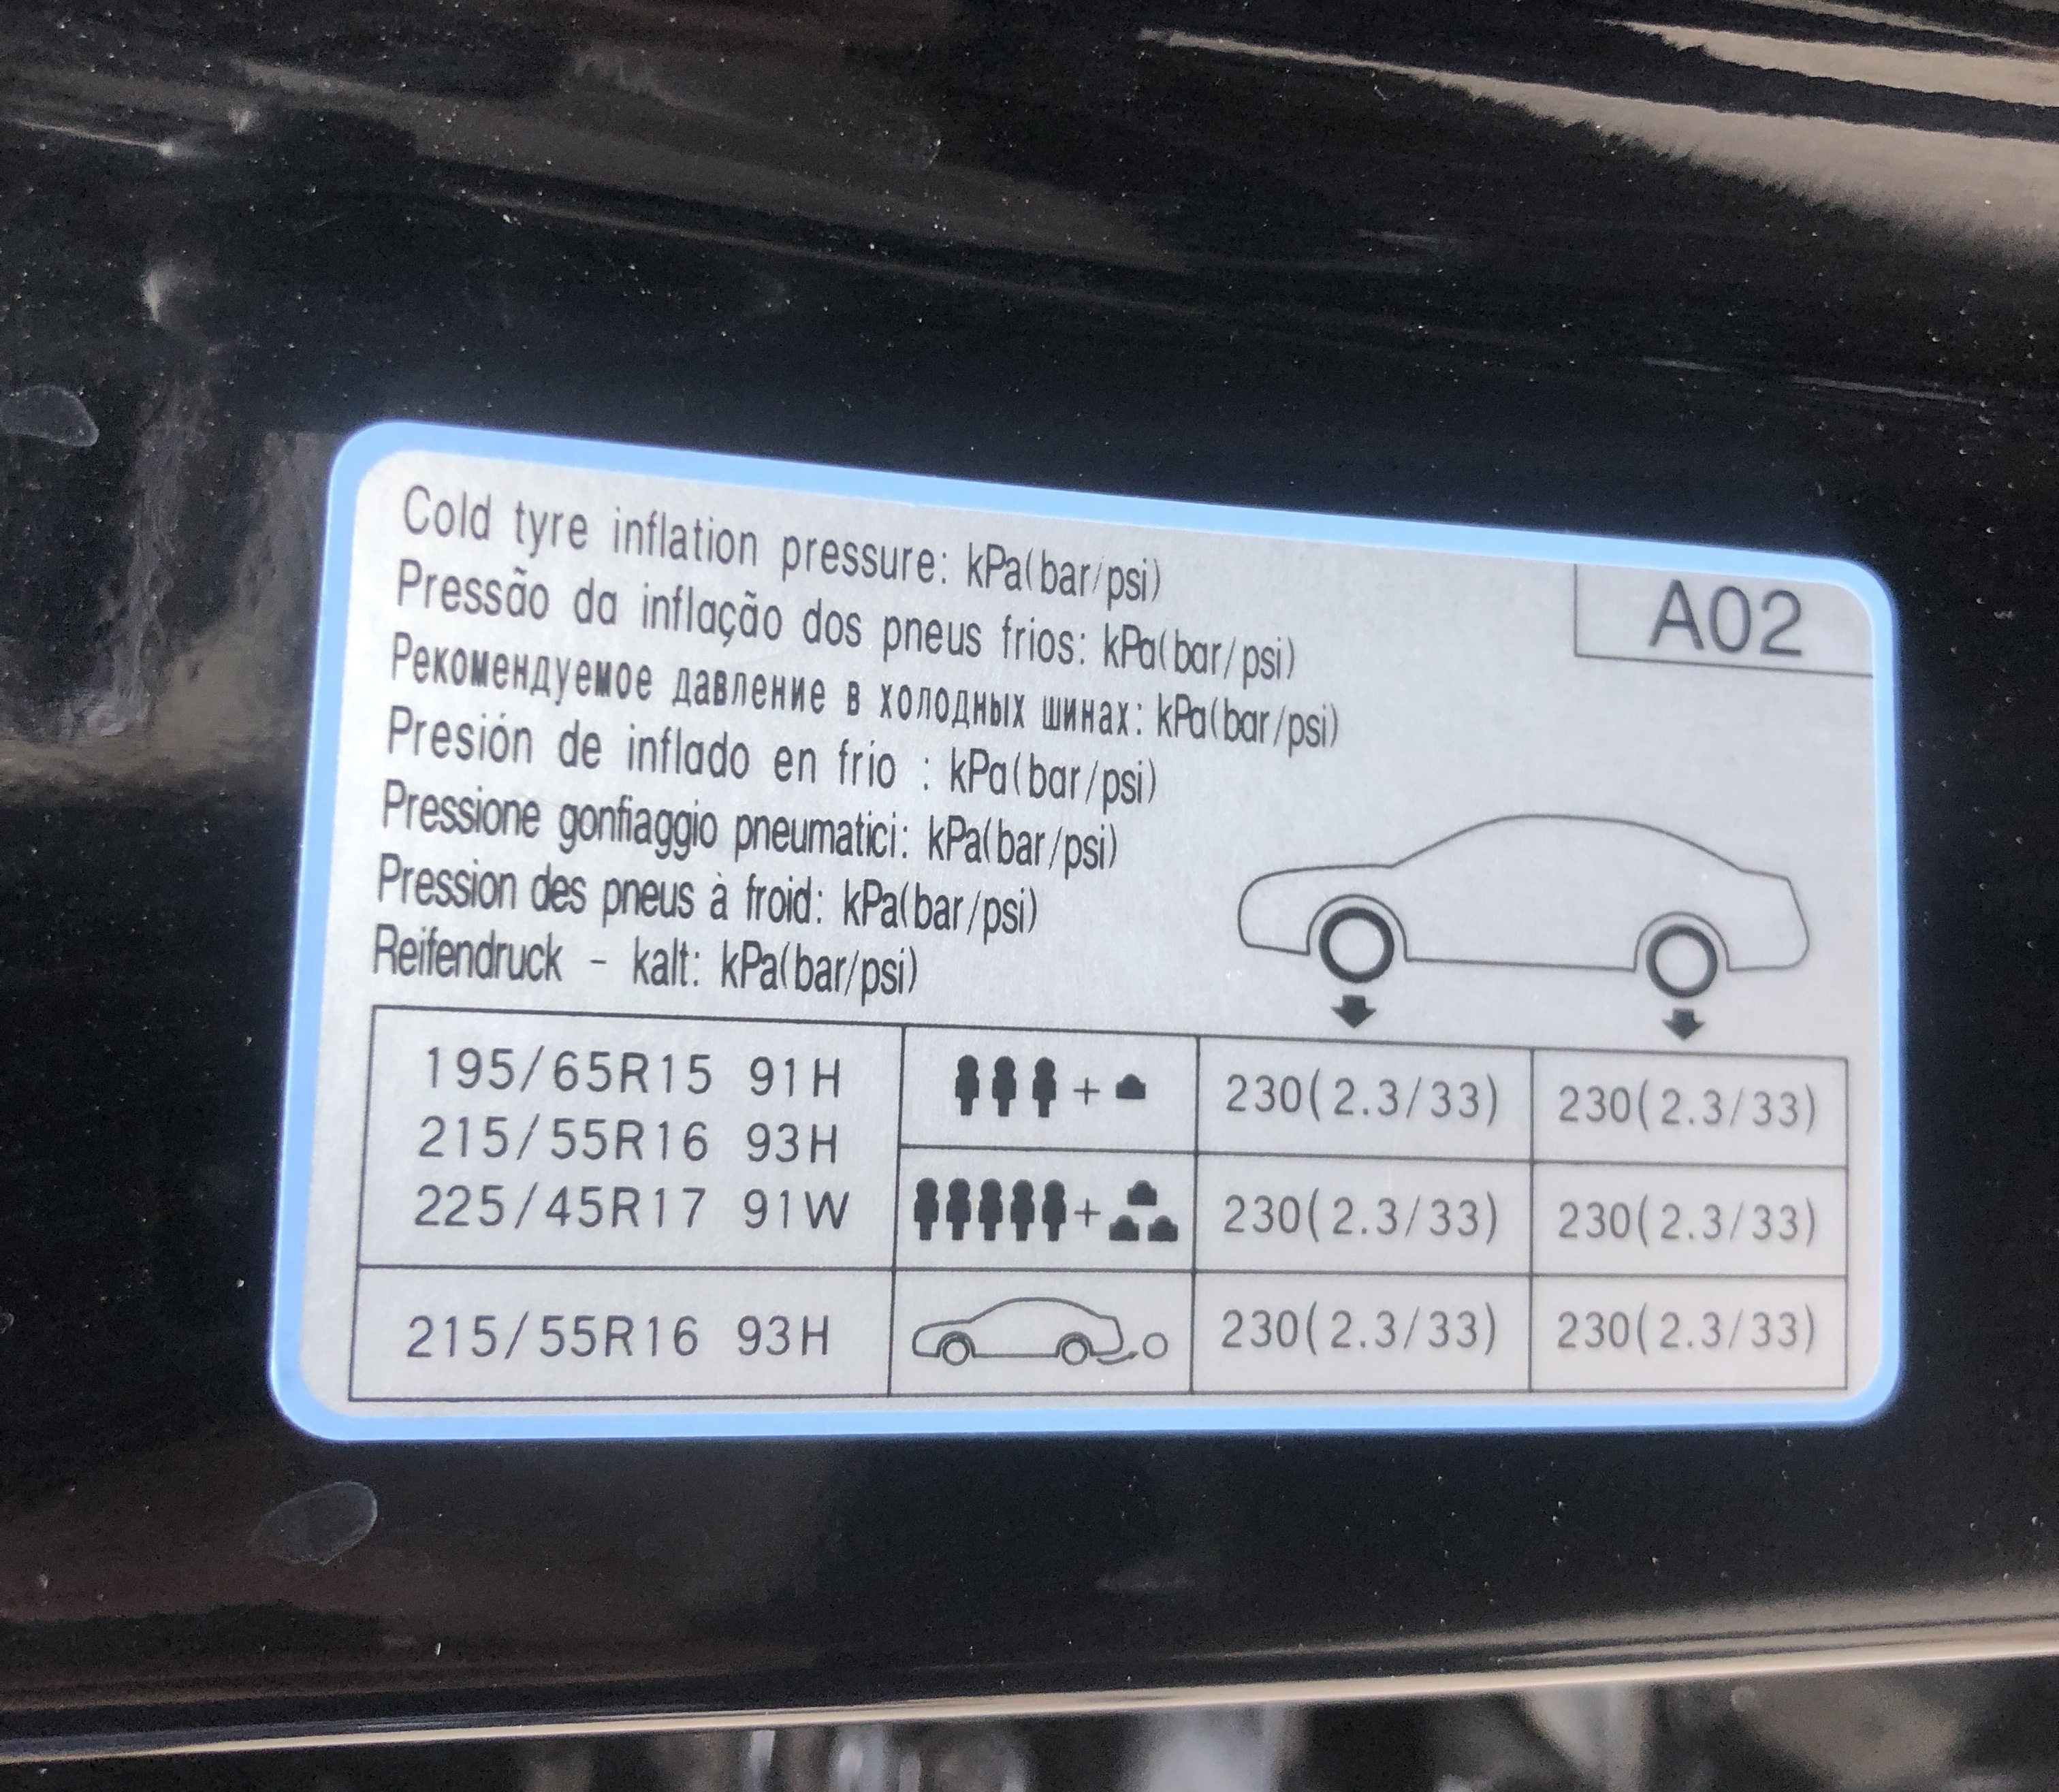 Cold tyre inflation pressure: kPa(bar/psi)
A02
Pressão da inflação dos pneus frios: kPa(bar/psi)
Рекомендуемое давление в холодных шинах: kPa(bar/psi)
Presión de inflado en frio : kPa(bar/psi)
Pressione gonfiaggio pneumatici: kPa(bar/psi)
Pression des pneus à froid: kPa(bar/psi)
Reifendruck - kalt: kPa(bar/psi)
195/65R15 91H
215/55R16 93H
225/45R17 91W
+ 230(2.3/33) 230(2.3/33)
+ 230(2.3/33) 230(2.3/33)
215/55R16 93H 230(2.3/33) 230(2.3/33)